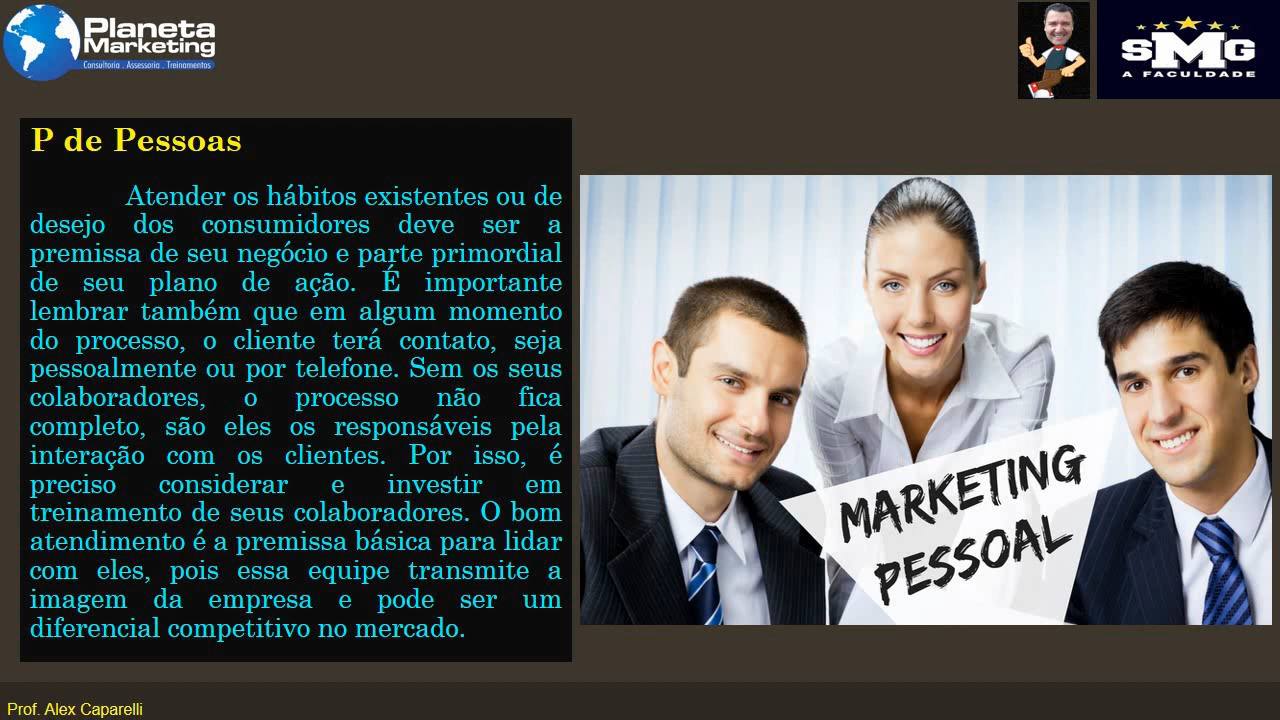 Planeta
Marketing
Consultoria . Assessoria . Treinamentos
SMG
A FACULDADE
P de Pessoas
Atender os hábitos existentes ou de
desejo dos consumidores deve ser a
premissa de seu negócio e parte primordial
de seu plano de ação. É importante
lembrar também que em algum momento
do processo, o cliente terá contato, seja
pessoalmente ou por telefone. Sem os seus
colaboradores, o processo não fica
completo, são eles os responsáveis pela
interação com os clientes. Por isso, é
preciso considerar e investir em
treinamento de seus colaboradores. O bom
atendimento é a premissa básica para lidar
com eles, pois essa equipe transmite a
imagem da empresa e pode ser um
diferencial competitivo no mercado.
MARKETING
PESSOAL
Prof. Alex Caparelli